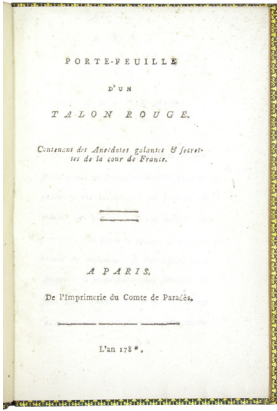 PORTE-FEUILLE
D'UN
TALON ROUGE.
Contenant des Anecdotes galantes & secret-
tes de la cour de France.
A PARIS,
De l'Imprimerie du Comte de Paradès,
L'an 178*.